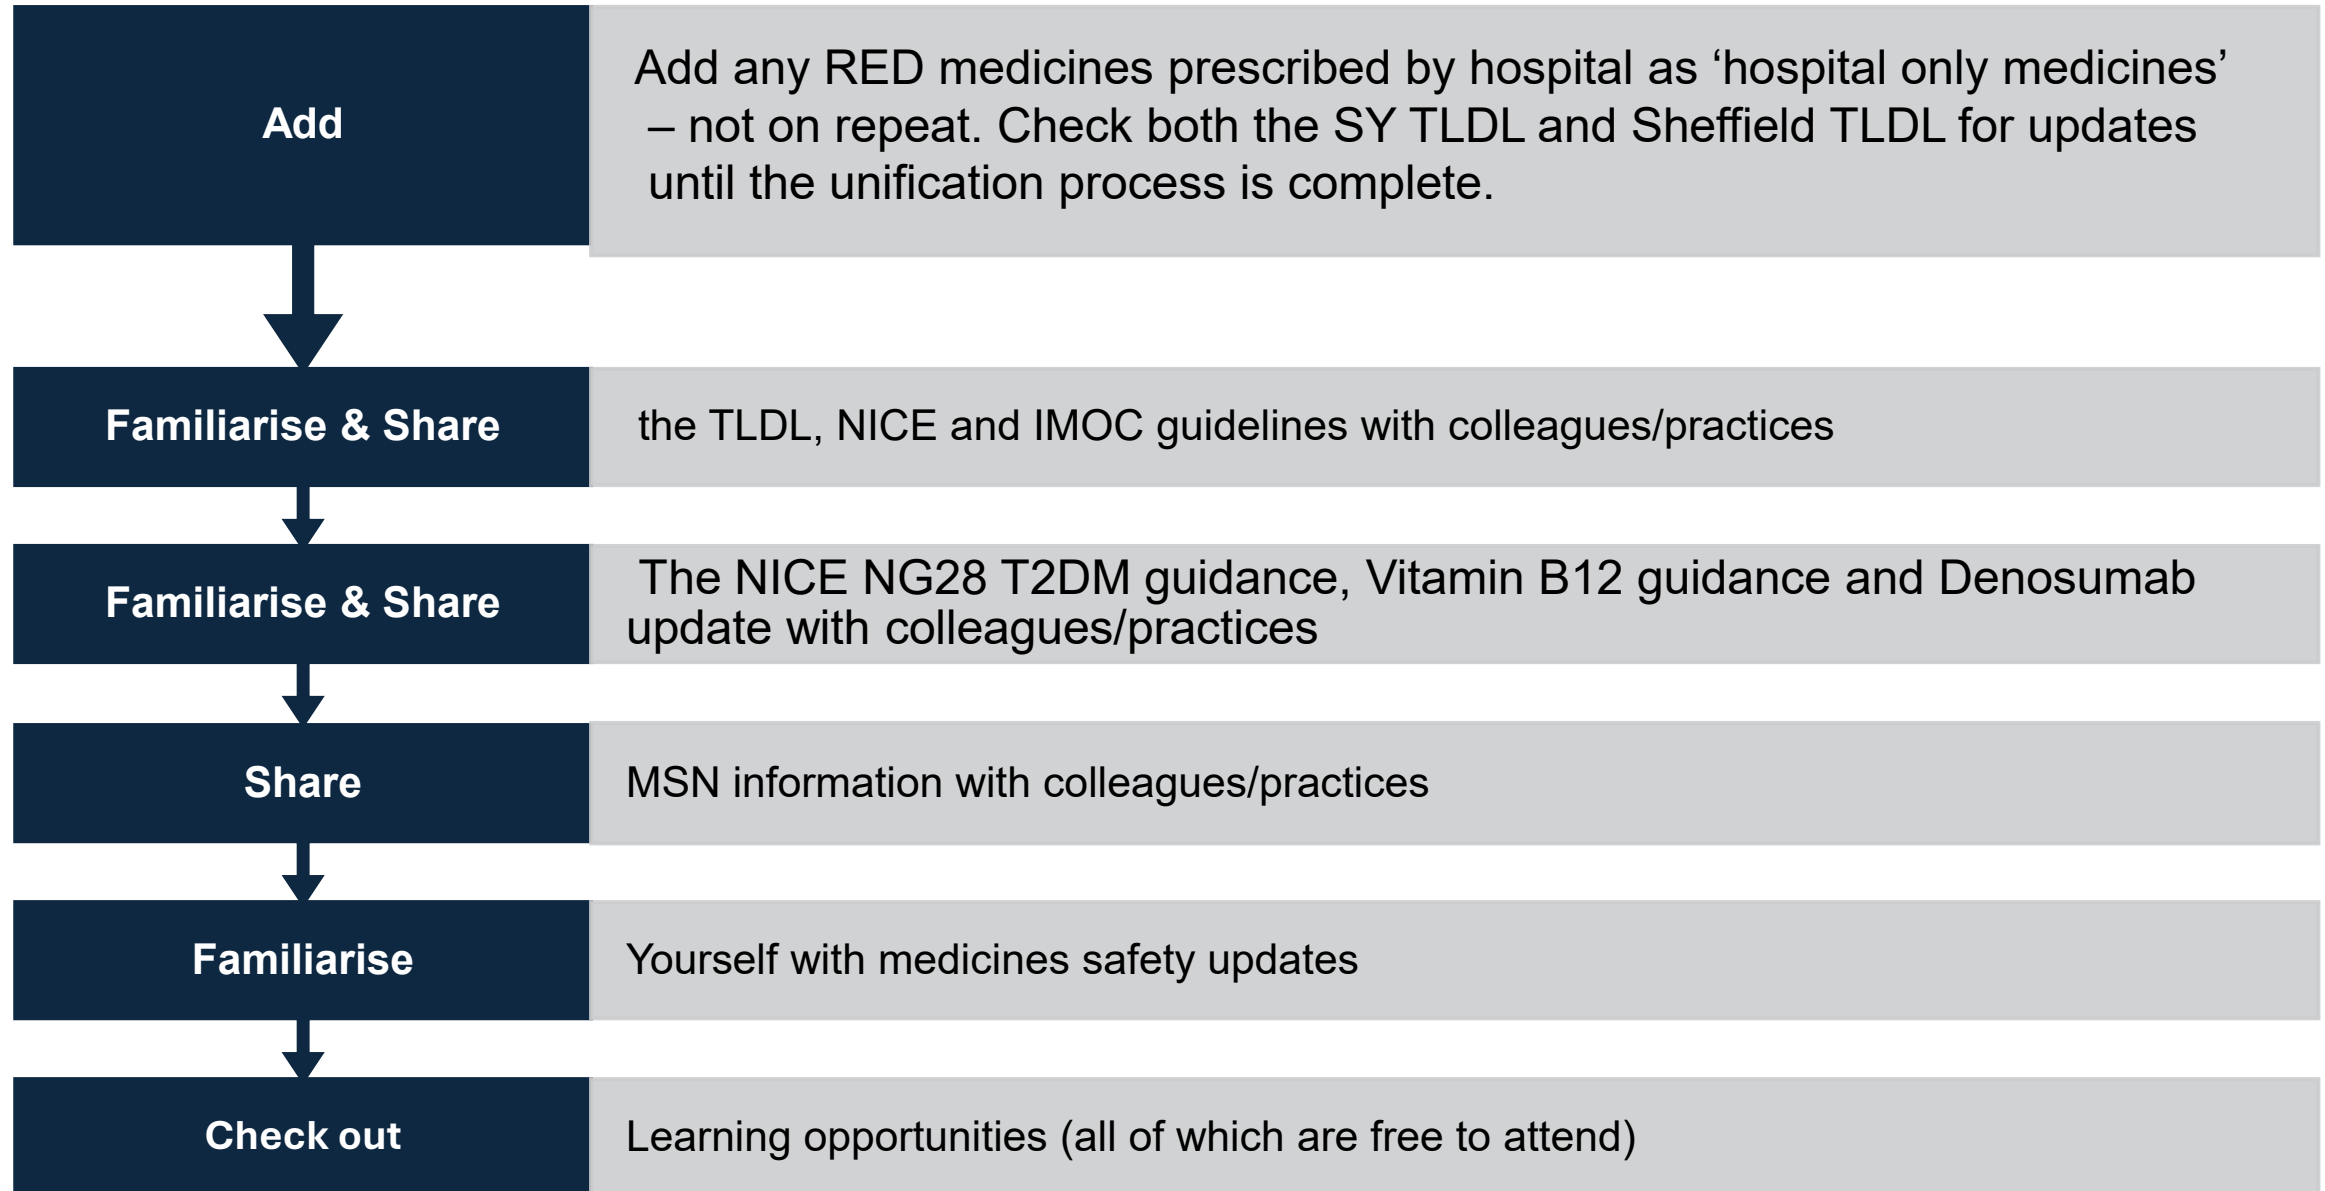 Add
Add any RED medicines prescribed by hospital as ‘hospital only medicines’
– not on repeat. Check both the SY TLDL and Sheffield TLDL for updates
until the unification process is complete.
Familiarise & Share
the TLDL, NICE and IMOC guidelines with colleagues/practices
Familiarise & Share
The NICE NG28 T2DM guidance, Vitamin B12 guidance and Denosumab
update with colleagues/practices
Share
MSN information with colleagues/practices
Familiarise
Yourself with medicines safety updates
Check out
Learning opportunities (all of which are free to attend)